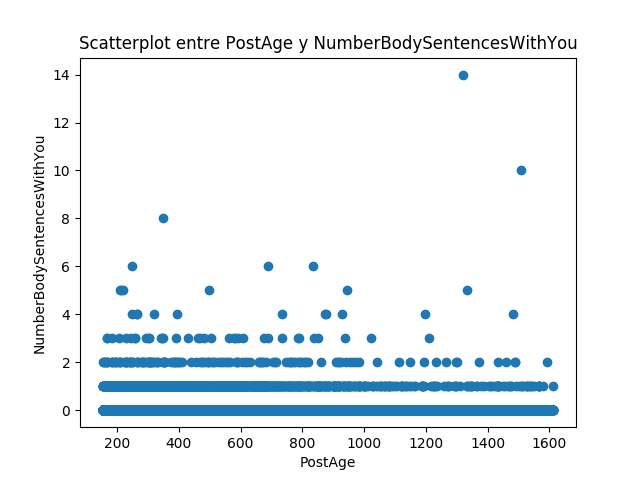 Scatterplot entre PostAge y NumberBodySentencesWithYou
14
12
10
8
6
4
2
0
NumberBodySentencesWithYou
200 400 600 800 1000 1200 1400 1600
PostAge